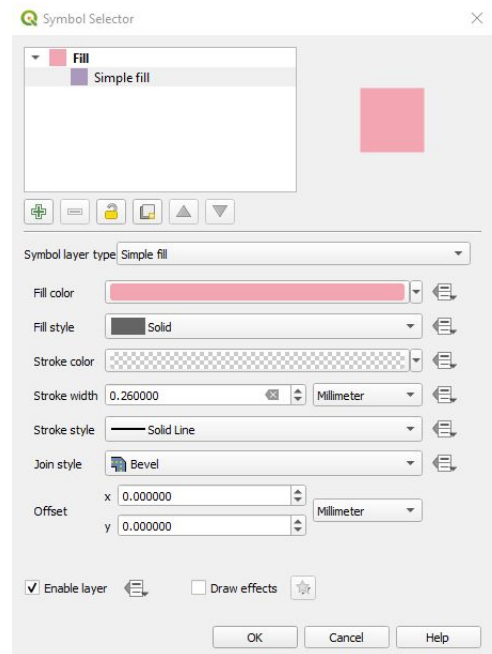 Symbol Selector
Fill
Simple fill
Symbol layer type Simple fill
Fill color
Fill style Solid
Stroke color
Stroke width 0.260000 Millimeter
Stroke style Solid Line
Join style Bevel
x 0.000000
Offset Millimeter
y 0.000000
Enable layer Draw effects
OK Cancel Help